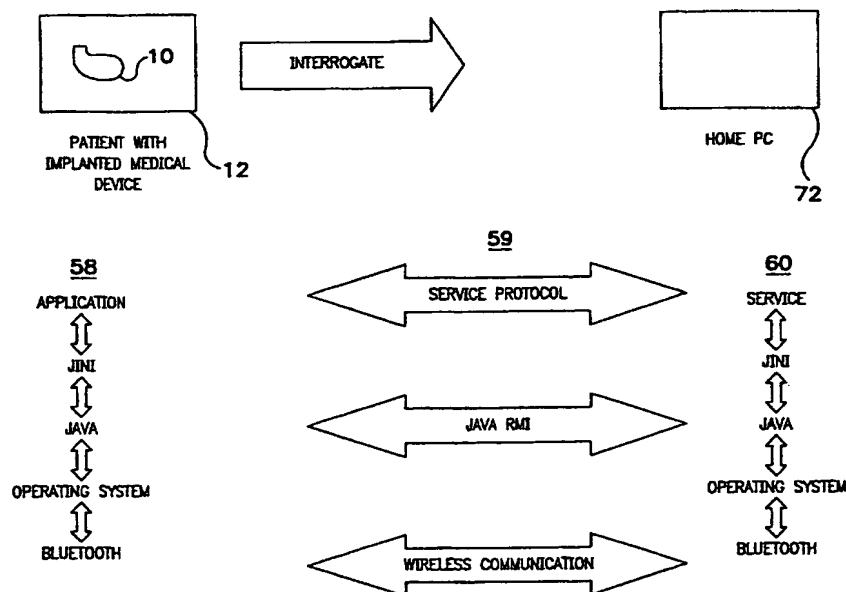 10
INTERROGATE
PATIENT WITH
IMPLANTED MEDICAL
DEVICE
12
HOME PC
72
58
APPLICATION
JINI
JAVA
OPERATING SYSTEM
BLUETOOTH
59
SERVICE PROTOCOL
JAVA RMI
WIRELESS COMMUNICATION
60
SERVICE
JINI
JAVA
OPERATING SYSTEM
BLUETOOTH